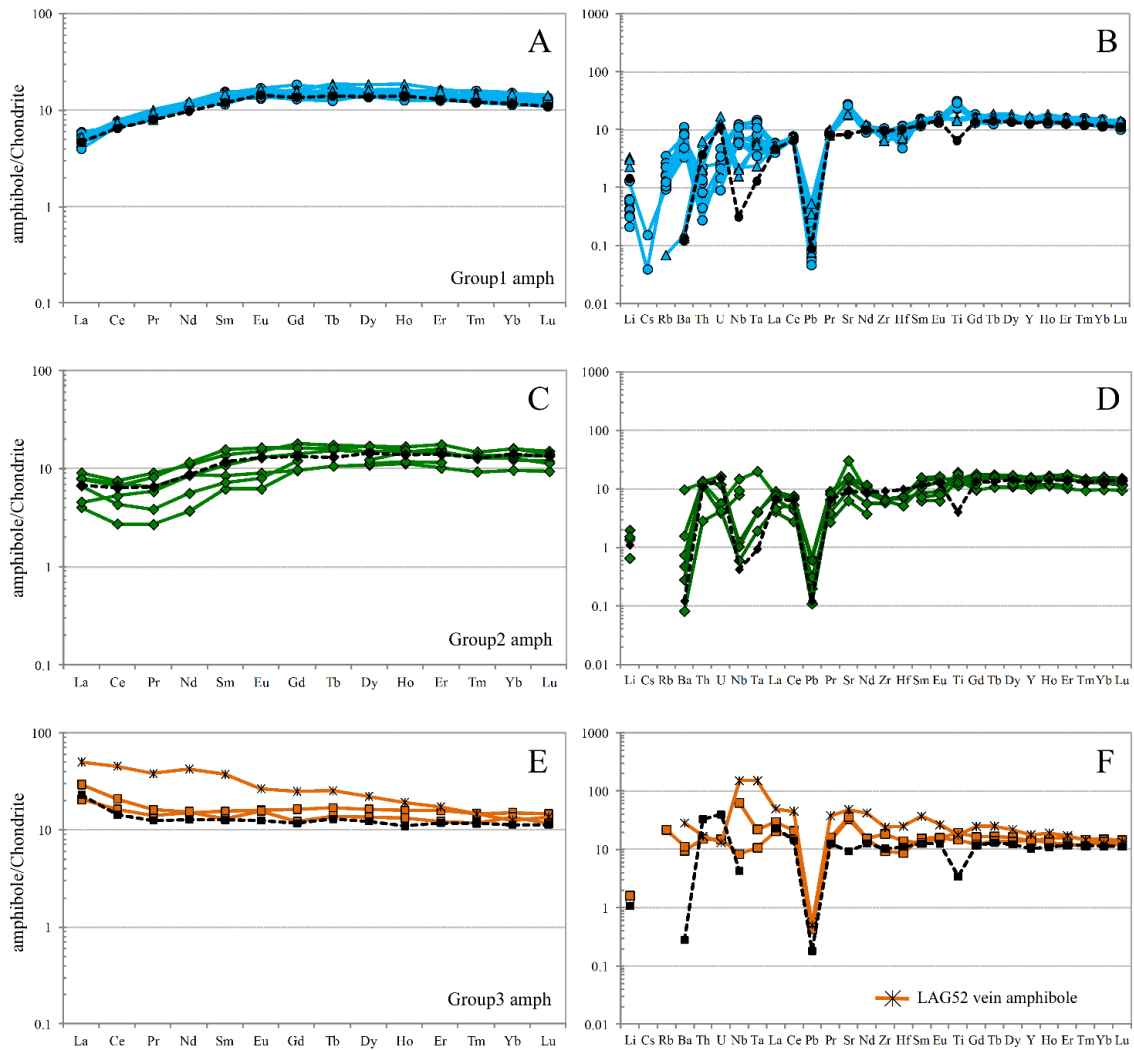 100
10
1
0.1
amphibole/Chondrite
A
Group1 amph
La Ce Pr Nd Sm Eu Gd Tb Dy Ho Er Tm Yb Lu
1000
100
10
1
0.1
0.01
B
Li Cs Rb Ba Th U Nb Ta La Ce Pb Pr Sr Nd Zr Hf Sm Eu Ti Gd Tb Dy Y Ho Er Tm Yb Lu
100
10
1
0.1
amphibole/Chondrite
C
Group2 amph
La Ce Pr Nd Sm Eu Gd Tb Dy Ho Er Tm Yb Lu
1000
100
10
1
0.1
0.01
D
Li Cs Rb Ba Th U Nb Ta La Ce Pb Pr Sr Nd Zr Hf Sm Eu Ti Gd Tb Dy Y Ho Er Tm Yb Lu
100
10
1
0.1
amphibole/Chondrite
E
Group3 amph
La Ce Pr Nd Sm Eu Gd Tb Dy Ho Er Tm Yb Lu
1000
100
10
1
0.1
0.01
F
LAG52 vein amphibole
Li Cs Rb Ba Th U Nb Ta La Ce Pb Pr Sr Nd Zr Hf Sm Eu Ti Gd Tb Dy Y Ho Er Tm Yb Lu